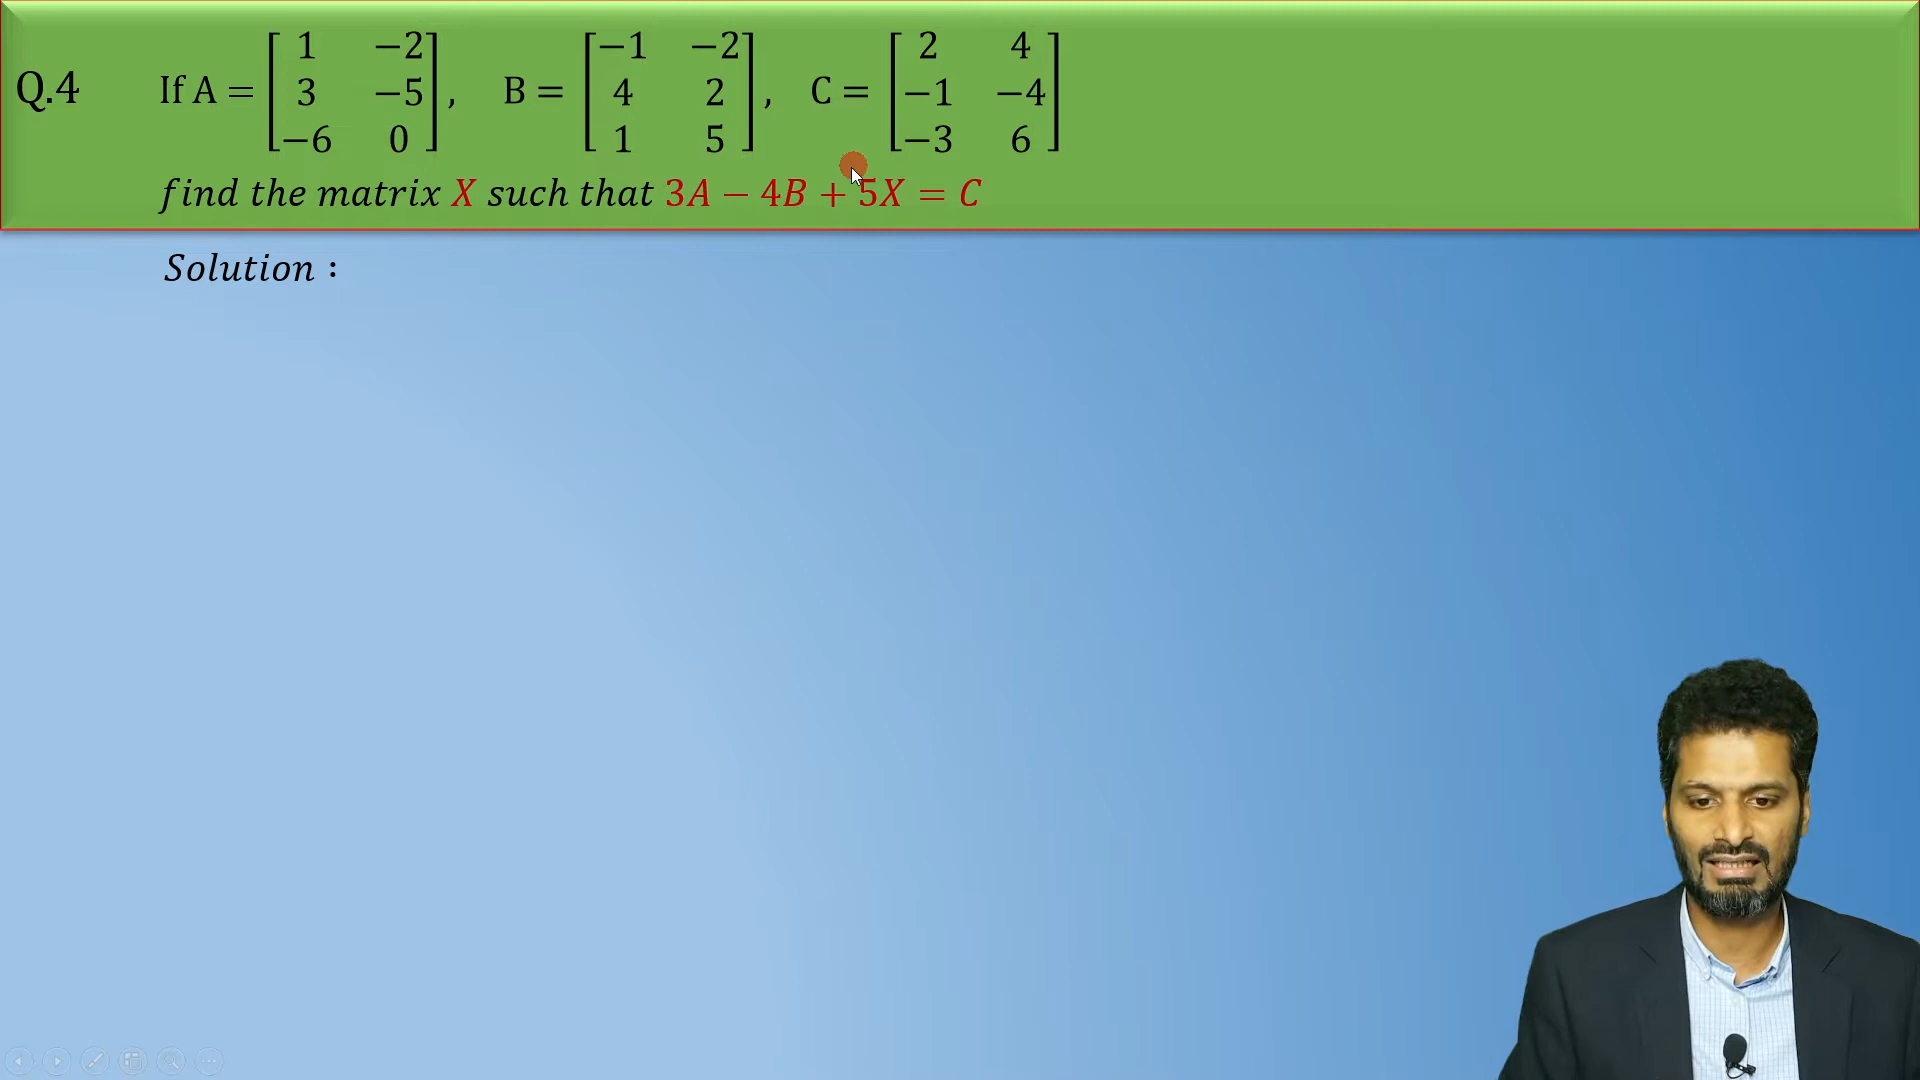 Q.4 If A = [1 −2; 3 −5; −6 0], B = [−1 −2; 4 2; 1 5], C = [2 4; −1 −4; −3 6]
find the matrix X such that 3A − 4B + 5X = C
Solution :